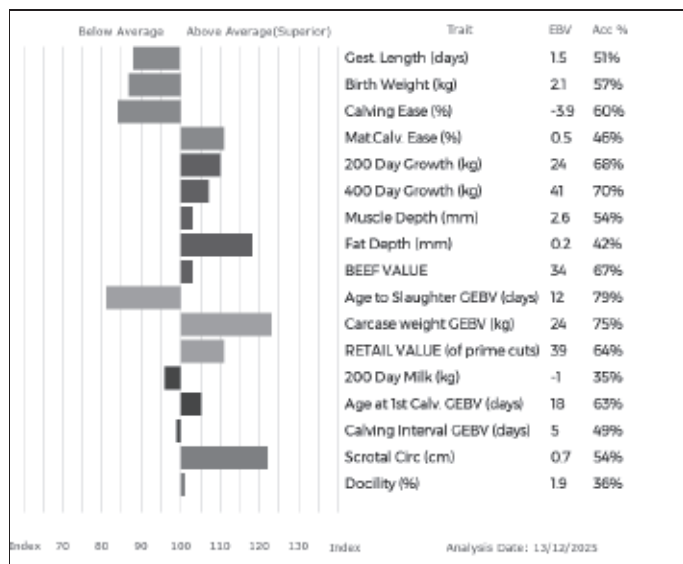 Below Average Above Average(Superior) Trait EBV Acc %
Gest. Length (days) 1.5 51%
Birth Weight (kg) 2.1 57%
Calving Ease (%) -3.9 60%
Mat.Calv. Ease (%) 0.5 46%
200 Day Growth (kg) 24 68%
400 Day Growth (kg) 41 70%
Muscle Depth (mm) 2.6 54%
Fat Depth (mm) 0.2 42%
BEEF VALUE 34 67%
Age to Slaughter GEBV (days) 12 79%
Carcase weight GEBV (kg) 24 75%
RETAIL VALUE (of prime cuts) 39 64%
200 Day Milk (kg) -1 35%
Age at 1st Calv. GEBV (days) 18 63%
Calving Interval GEBV (days) 5 49%
Scrotal Circ (cm) 0.7 54%
Docility (%) 1.9 36%
Index 70 80 90 100 110 120 130 Index Analysis Date: 13/12/2025